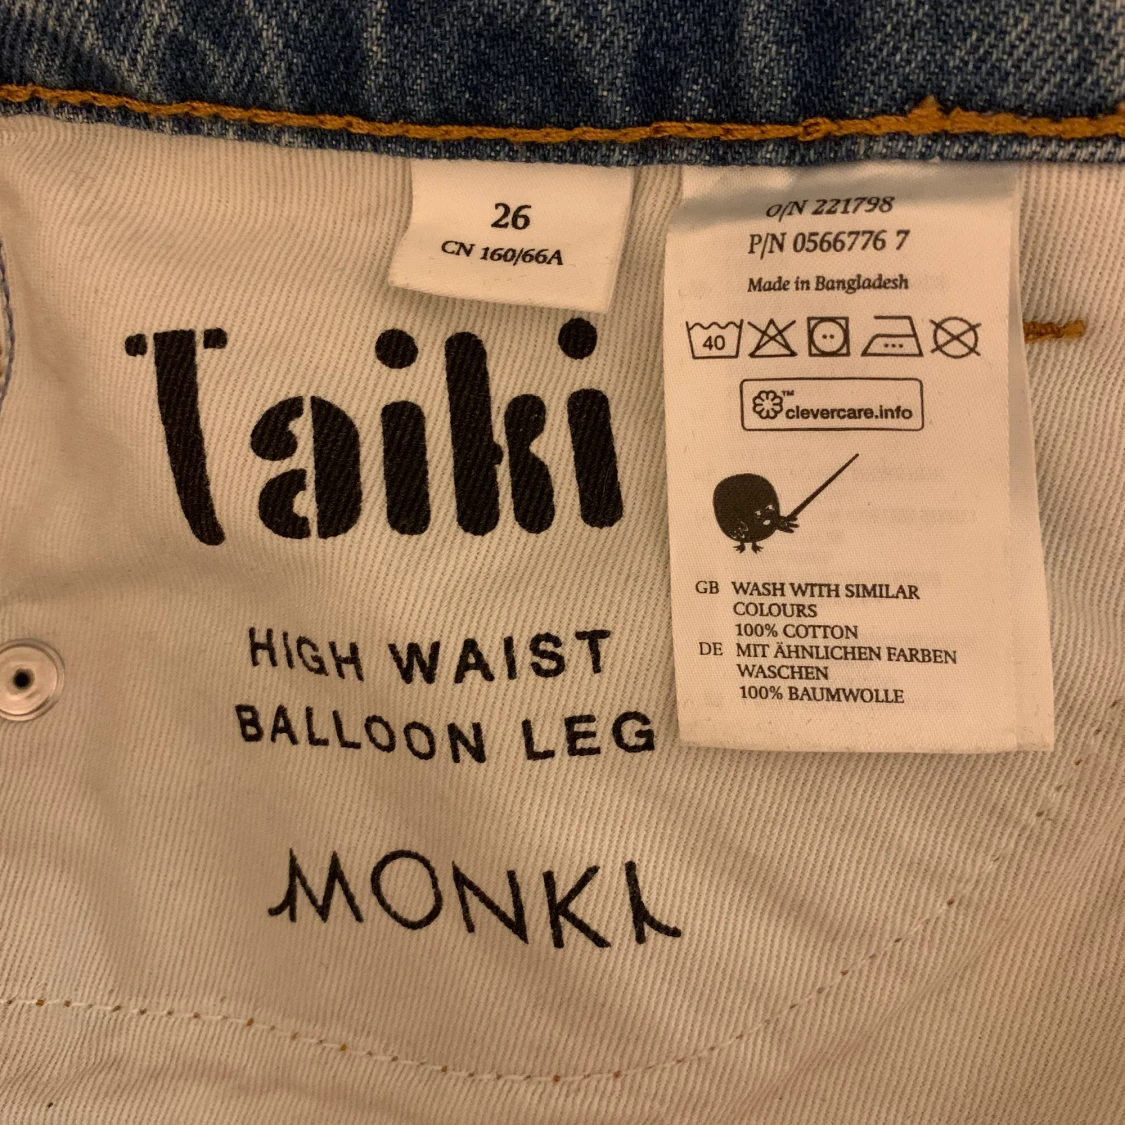 26
CN 160/66A
O/N 221798
P/N 0566776 7
Made in Bangladesh
40
™
clevercare.info
GB WASH WITH SIMILAR
COLOURS
100% COTTON
DE MIT ÄHNLICHEN FARBEN
WASCHEN
100% BAUMWOLLE
Taiki
HIGH WAIST
BALLOON LEG
MONKI